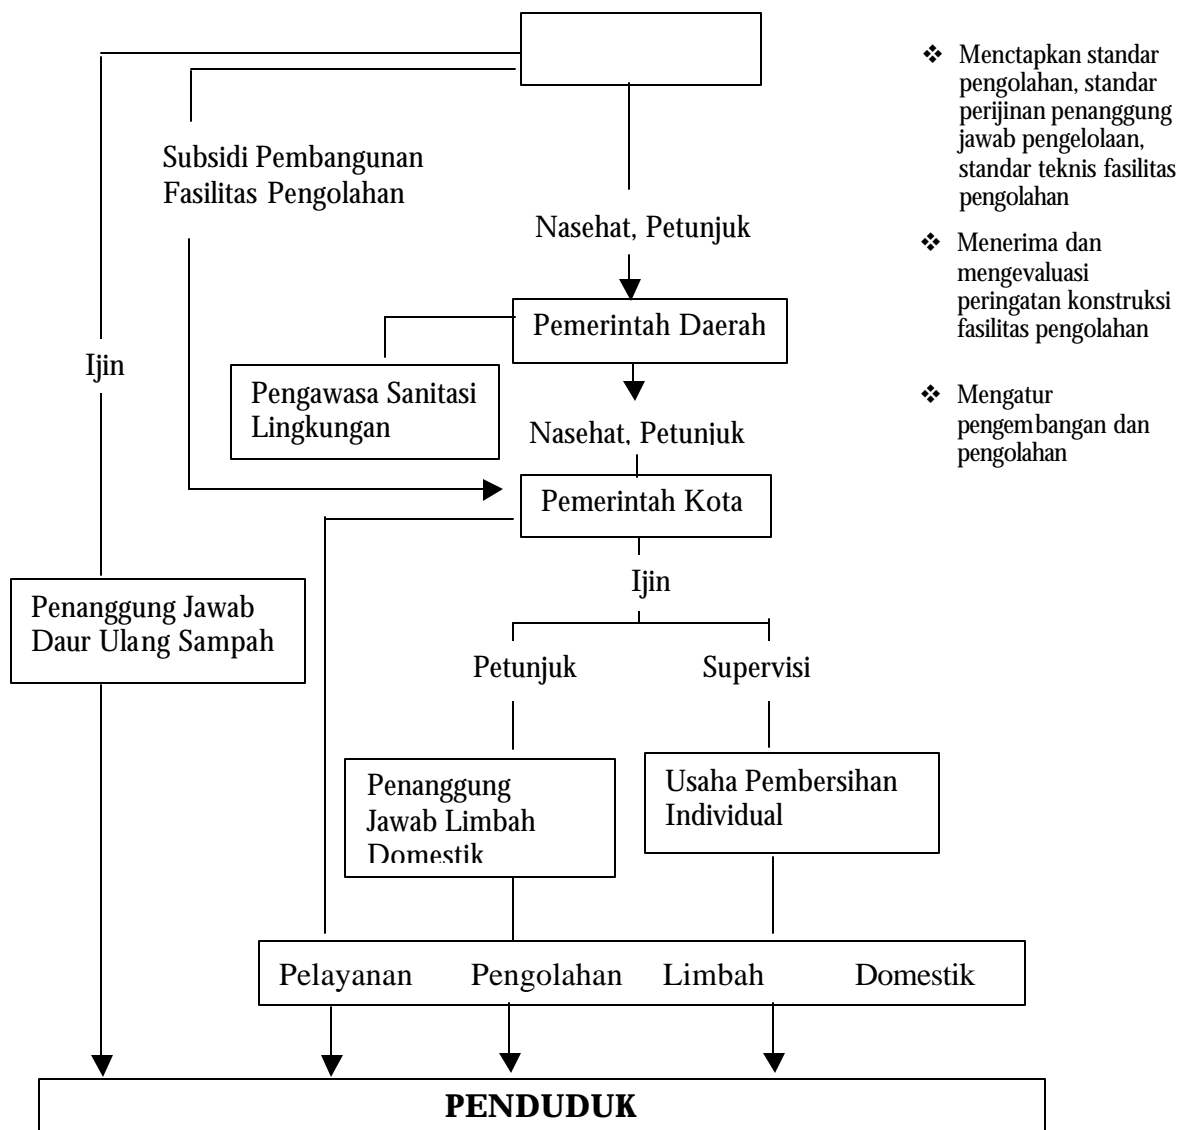 Subsidi Pembangunan
Fasilitas Pengolahan
Nasehat, Petunjuk
❖ Menctapkan standar
pengolahan, standar
perijinan penanggung
jawab pengelolaan,
standar teknis fasilitas
pengolahan
❖ Menerima dan
mengevaluasi
peringatan konstruksi
fasilitas pengolahan
❖ Mengatur
pengembangan dan
pengolahan
Pemerintah Daerah
Ijin
Pengawasa Sanitasi
Lingkungan
Nasehat, Petunjuk
Pemerintah Kota
Ijin
Penanggung Jawab
Daur Ulang Sampah
Petunjuk
Supervisi
Penanggung
Jawab Limbah
Domestik
Usaha Pembersihan
Individual
Pelayanan Pengolahan Limbah Domestik
PENDUDUK